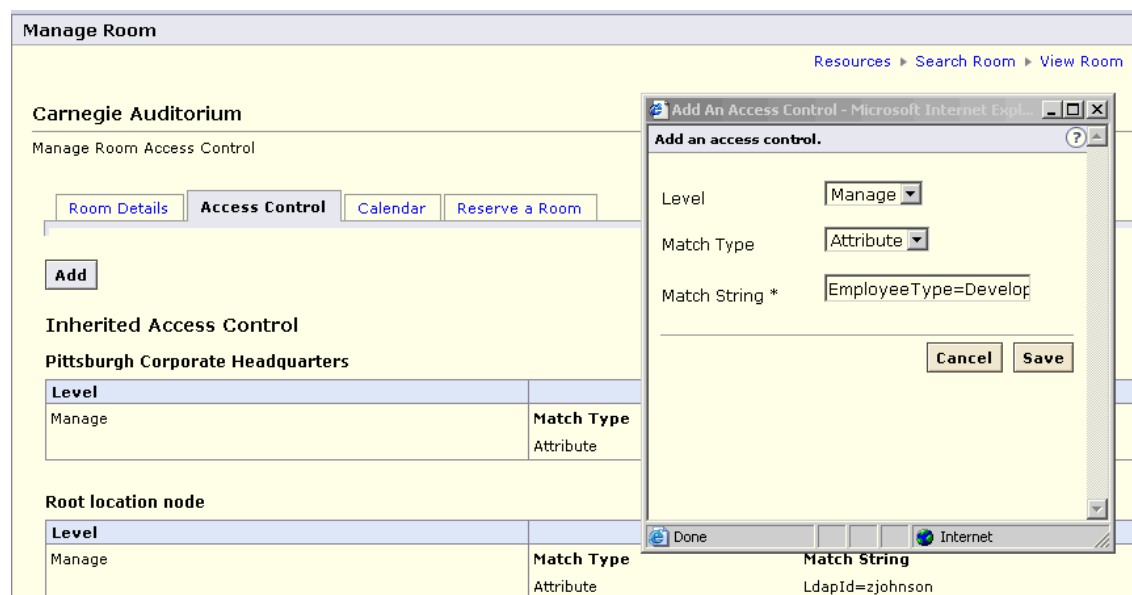 Manage Room
Resources ▸ Search Room ▸ View Room
Carnegie Auditorium
Manage Room Access Control
Room Details Access Control Calendar Reserve a Room
Add
Inherited Access Control
Pittsburgh Corporate Headquarters
Level
Manage Match Type
Attribute
Root location node
Level
Manage Match Type Match String
Attribute LdapId=zjohnson
Add An Access Control - Microsoft Internet Expl...
Add an access control. ?
Level Manage
Match Type Attribute
Match String * EmployeeType=Develop
Cancel Save
Done Internet